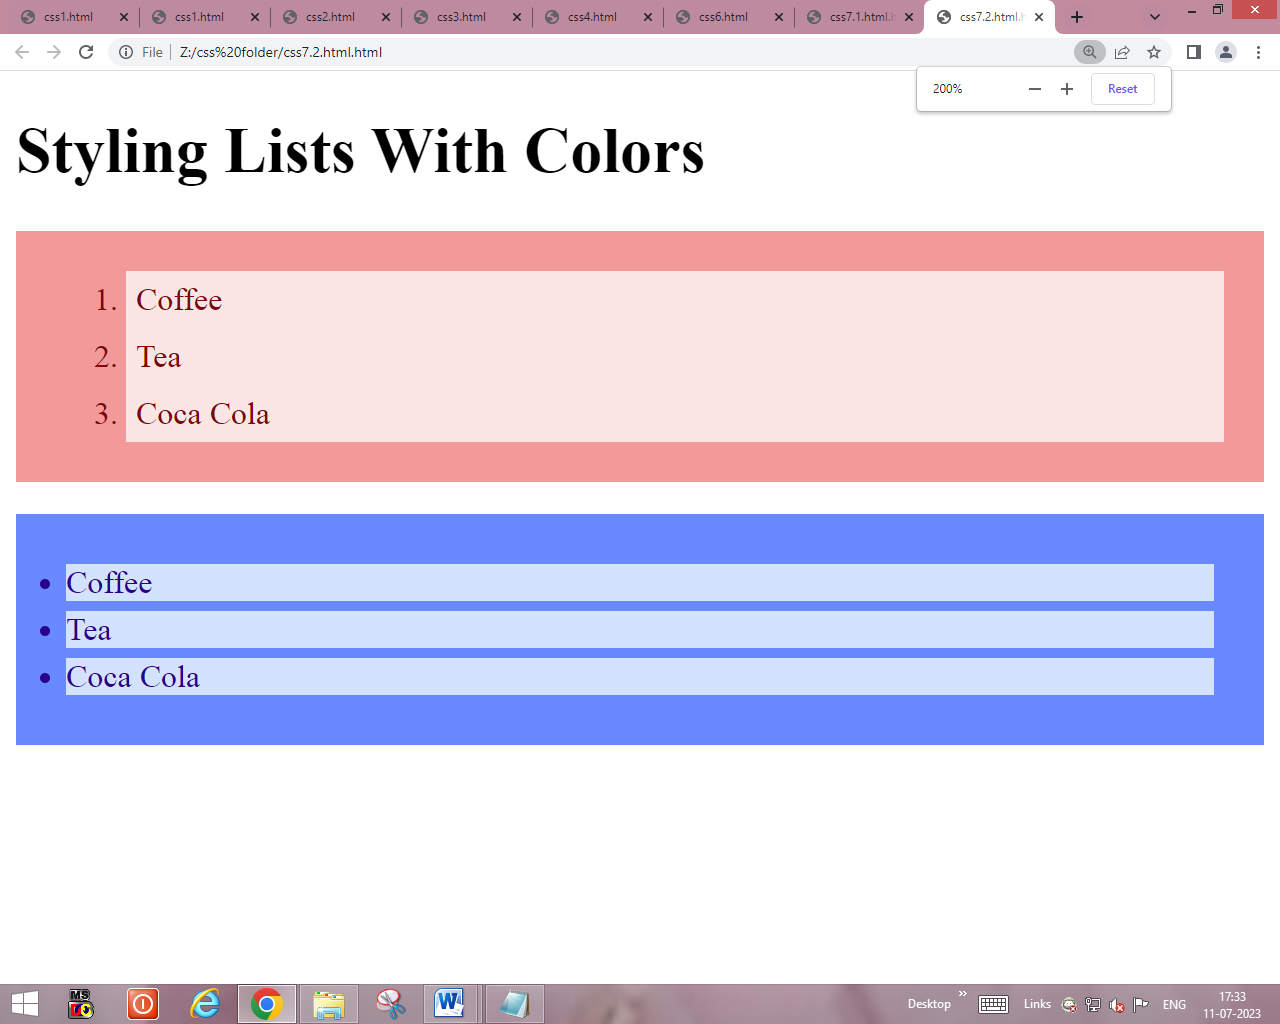 css1.html css1.html css2.html css3.html css4.html css6.html css7.1.html.h css7.2.html.h
File Z:/css%20folder/css7.2.html.html
200% Reset
Styling Lists With Colors
1. Coffee
2. Tea
3. Coca Cola
• Coffee
• Tea
• Coca Cola
MS
W
Desktop » Links ENG 17:33
11-07-2023